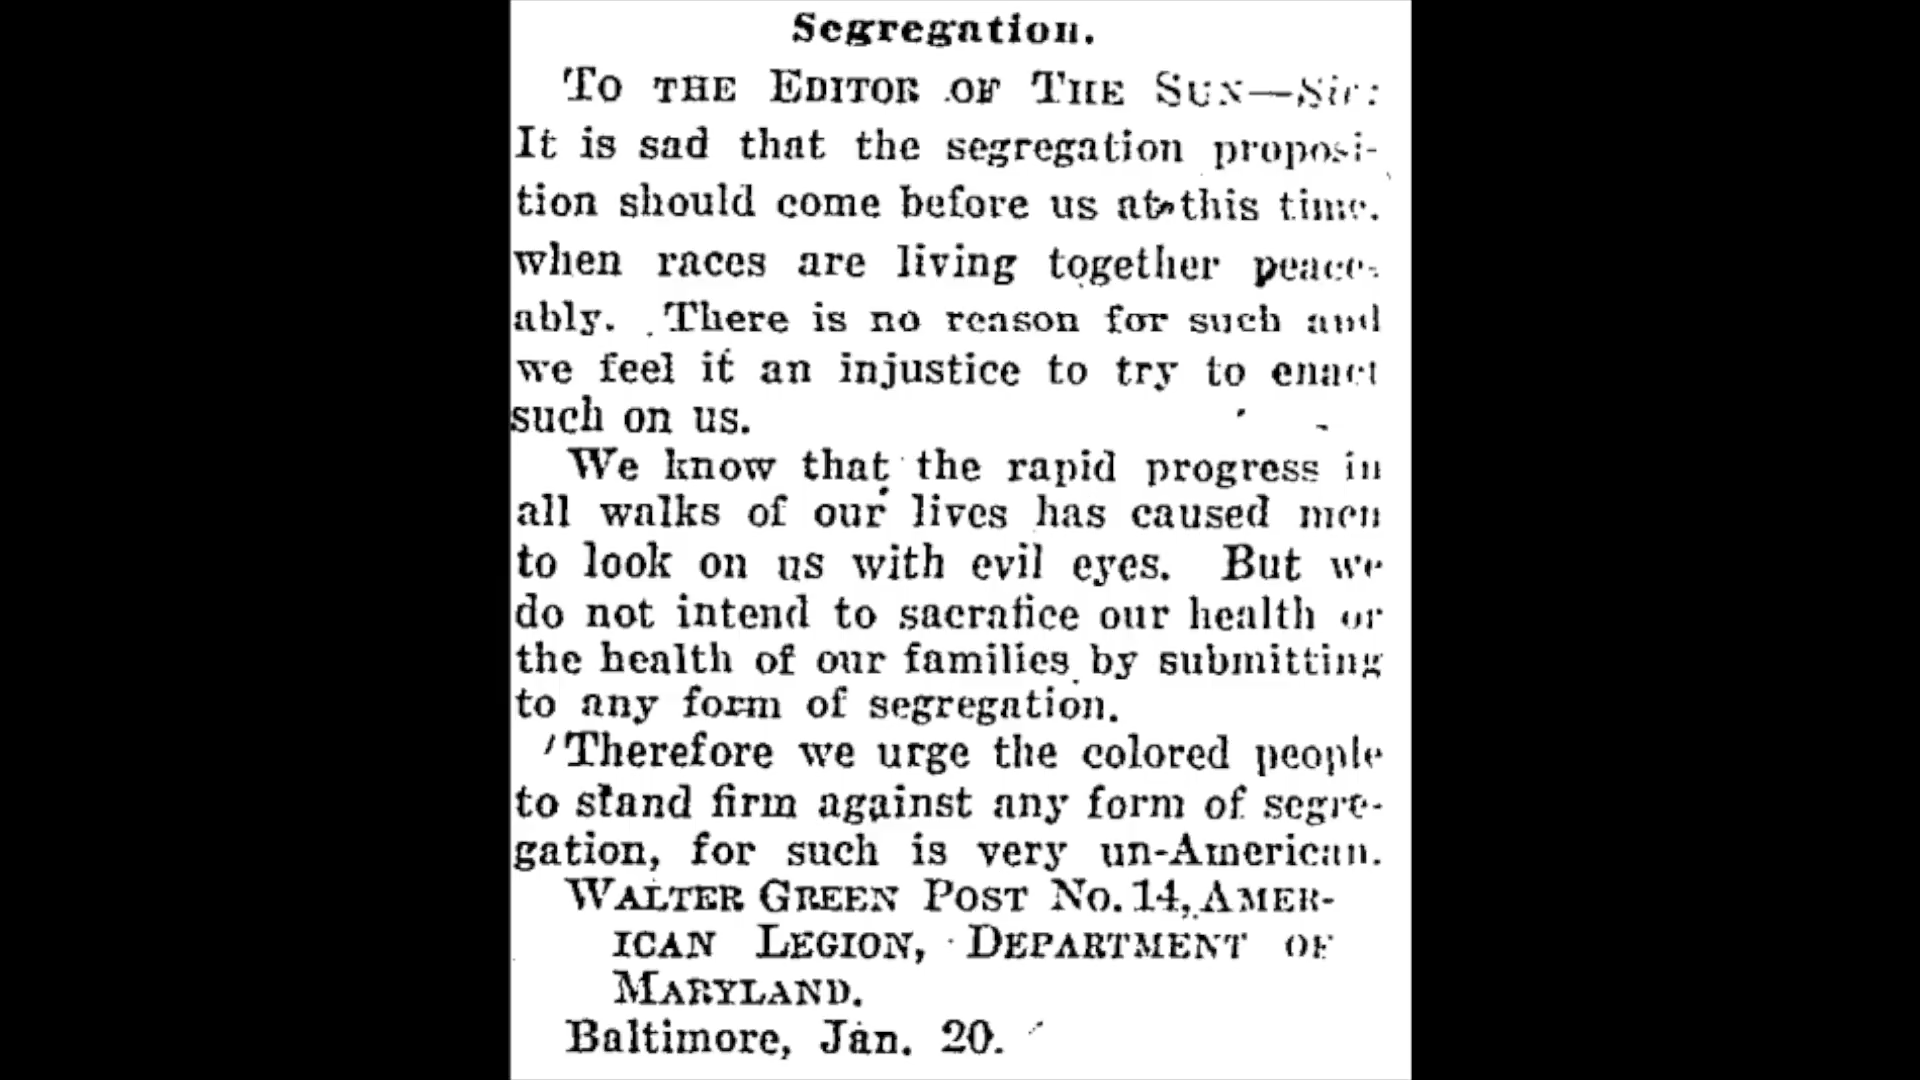 Segregation.
TO THE EDITOR OF THE SUN—Sir:
It is sad that the segregation proposi-
tion should come before us at this time.
when races are living together peace-
ably. There is no reason for such and
we feel it an injustice to try to enact
such on us.
We know that the rapid progress in
all walks of our lives has caused men
to look on us with evil eyes. But we
do not intend to sacrafice our health or
the health of our families by submitting
to any form of segregation.
Therefore we urge the colored people
to stand firm against any form of segre-
gation, for such is very un-American.
WALTER GREEN POST NO. 14, AMER-
ICAN LEGION, DEPARTMENT OF
MARYLAND.
Baltimore, Jan. 20.